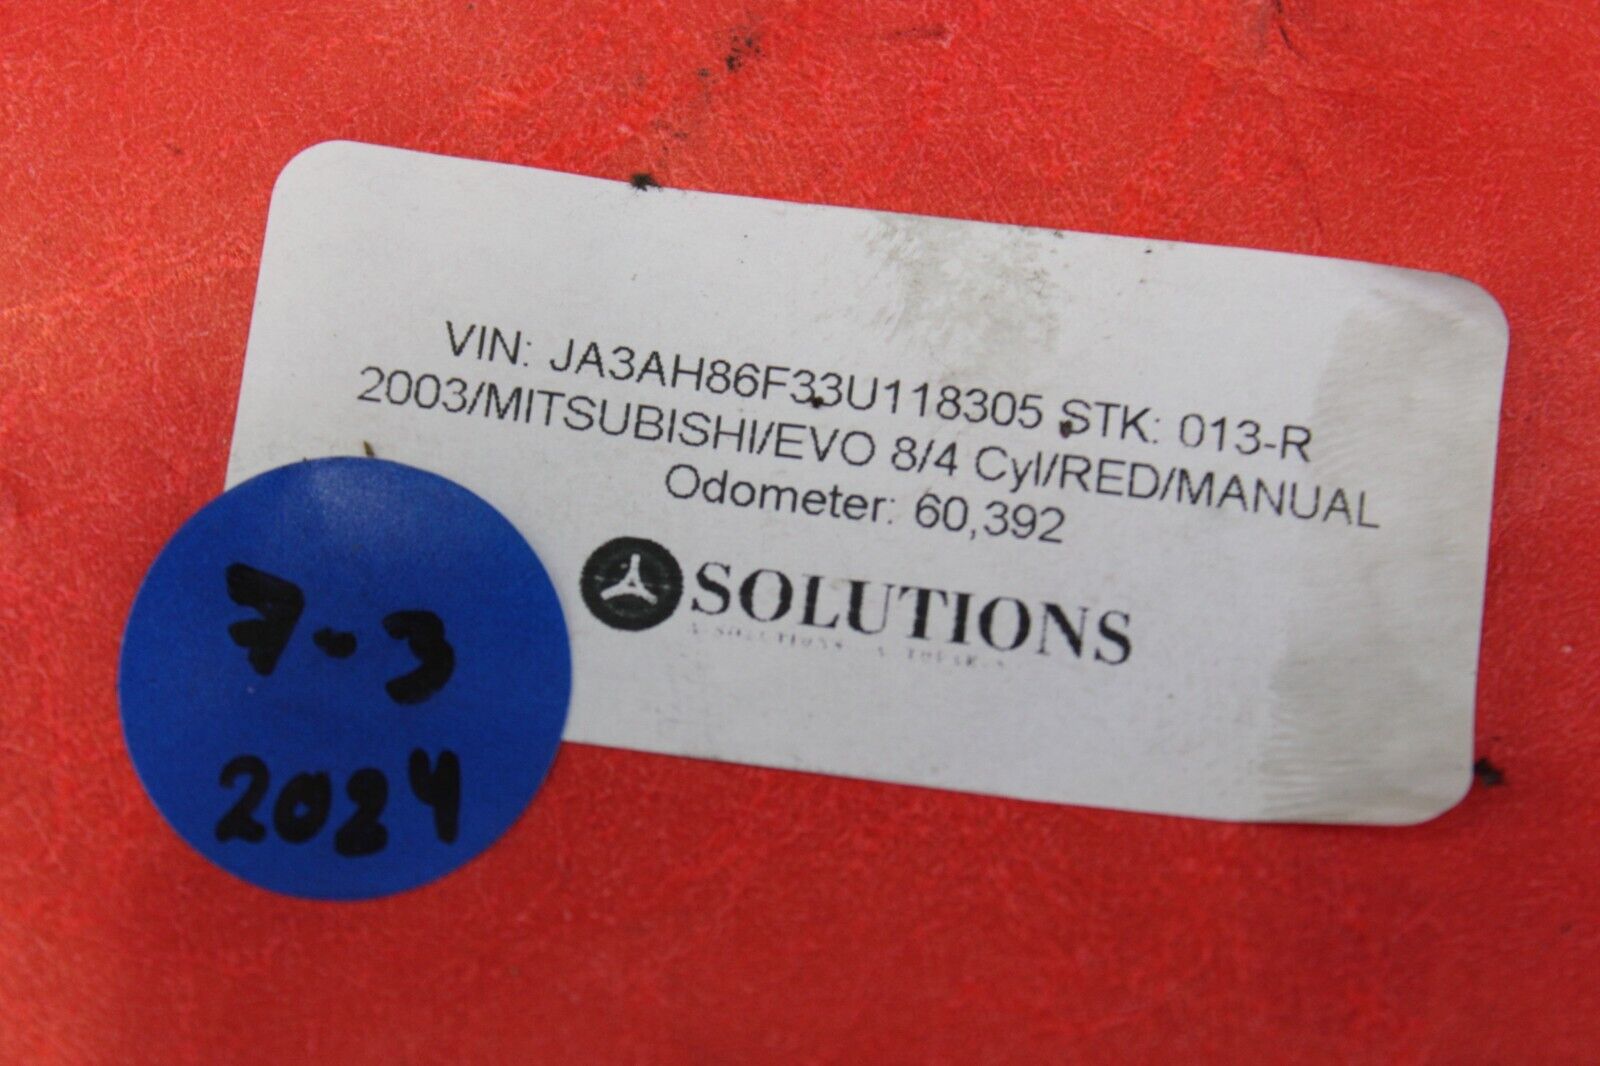 VIN: JA3AH86F33U118305 STK: 013-R
2003/MITSUBISHI/EVO 8/4 Cyl/RED/MANUAL
Odometer: 60,392
SOLUTIONS
7-3
2024